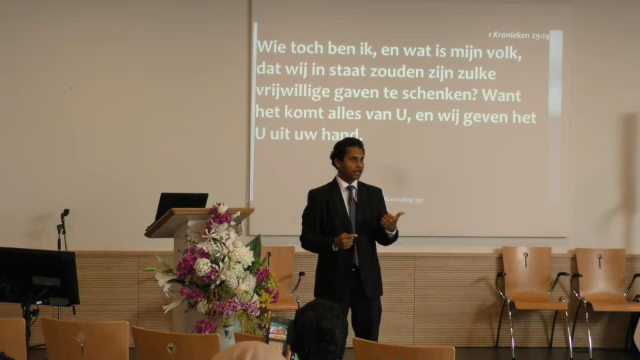 1 Kronieken 29:14
Wie toch ben ik, en wat is mijn volk,
dat wij in staat zouden zijn zulke
vrijwillige gaven te schenken? Want
het komt alles van U, en wij geven het
U uit uw hand.